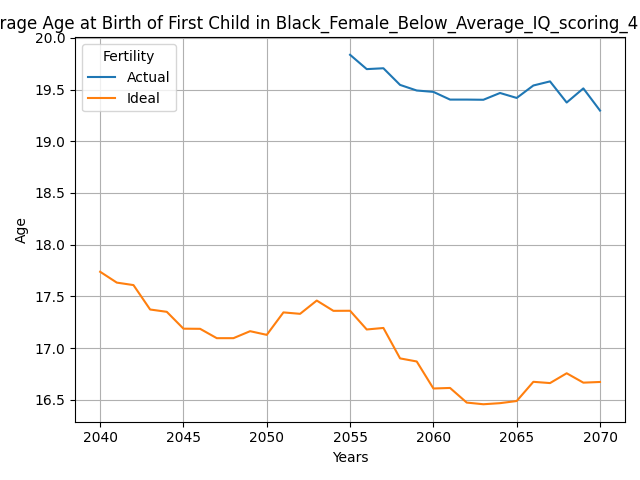 rage Age at Birth of First Child in Black_Female_Below_Average_IQ_scoring_4
Fertility
Actual
Ideal
20.0
19.5
19.0
18.5
18.0
17.5
17.0
16.5
Age
2040 2045 2050 2055 2060 2065 2070
Years